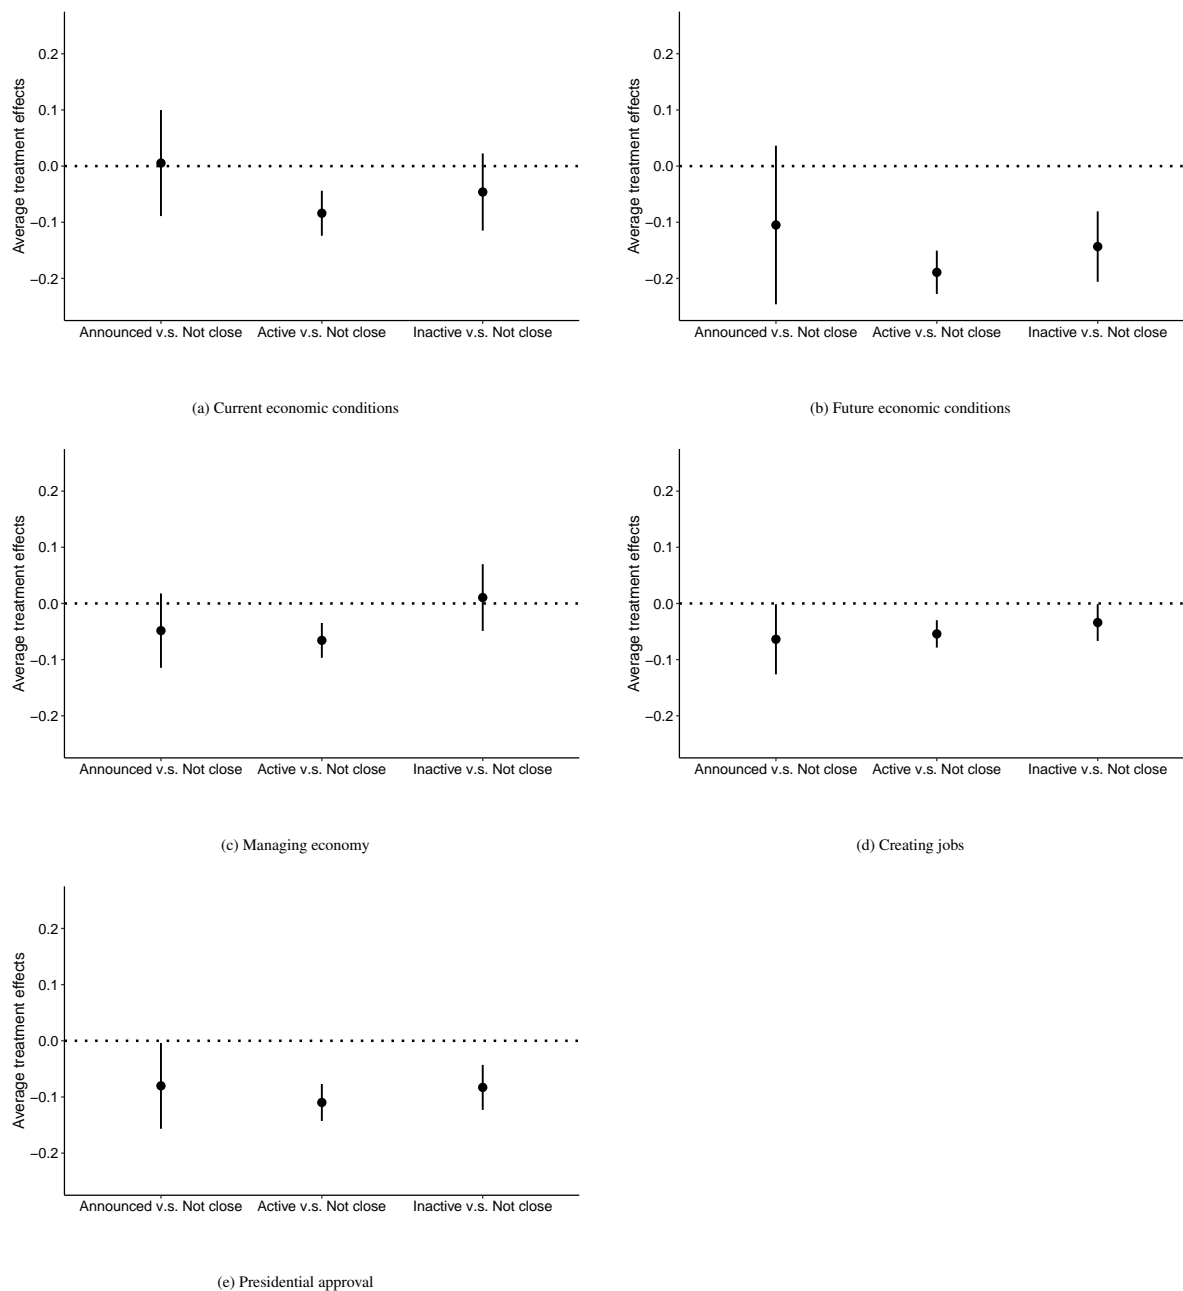 Average treatment effects
0.2
0.1
0.0
−0.1
−0.2
Announced v.s. Not close Active v.s. Not close Inactive v.s. Not close
(a) Current economic conditions
Average treatment effects
0.2
0.1
0.0
−0.1
−0.2
Announced v.s. Not close Active v.s. Not close Inactive v.s. Not close
(b) Future economic conditions
Average treatment effects
0.2
0.1
0.0
−0.1
−0.2
Announced v.s. Not close Active v.s. Not close Inactive v.s. Not close
(c) Managing economy
Average treatment effects
0.2
0.1
0.0
−0.1
−0.2
Announced v.s. Not close Active v.s. Not close Inactive v.s. Not close
(d) Creating jobs
Average treatment effects
0.2
0.1
0.0
−0.1
−0.2
Announced v.s. Not close Active v.s. Not close Inactive v.s. Not close
(e) Presidential approval